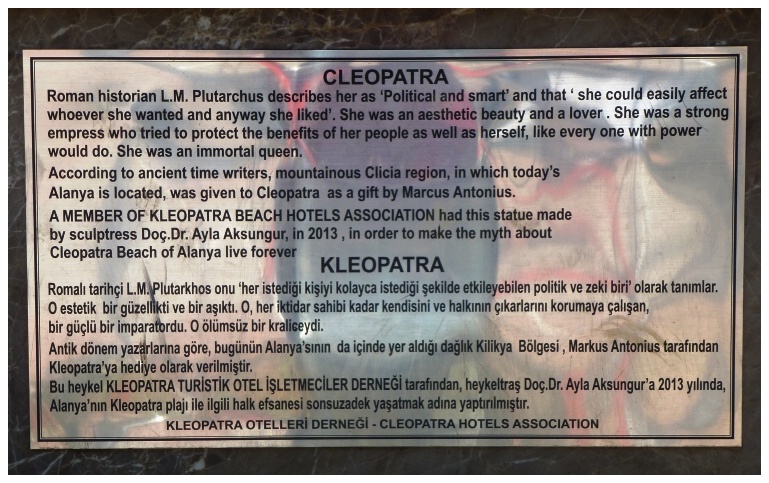 CLEOPATRA
Roman historian L.M. Plutarchus describes her as 'Political and smart' and that ' she could easily affect
whoever she wanted and anyway she liked'. She was an aesthetic beauty and a lover . She was a strong
empress who tried to protect the benefits of her people as well as herself, like every one with power
would do. She was an immortal queen.
According to ancient time writers, mountainous Clicia region, in which today's
Alanya is located, was given to Cleopatra as a gift by Marcus Antonius.
A MEMBER OF KLEOPATRA BEACH HOTELS ASSOCIATION had this statue made
by sculptress Doç.Dr. Ayla Aksungur, in 2013 , in order to make the myth about
Cleopatra Beach of Alanya live forever
KLEOPATRA
Romalı tarihçi L.M. Plutarkhos onu 'her istediği kişiyi kolayca istediği şekilde etkileyebilen politik ve zeki biri' olarak tanımlar.
O estetik bir güzellikti ve bir aşıktı. O, her iktidar sahibi kadar kendisini ve halkının çıkarlarını korumaya çalışan,
bir güçlü bir imparatordu. O ölümsüz bir kraliçeydi.
Antik dönem yazarlarına göre, bugünün Alanya'sının da içinde yer aldığı dağlık Kilikya Bölgesi , Markus Antonius tarafından
Kleopatra'ya hediye olarak verilmiştir.
Bu heykel KLEOPATRA TURİSTİK OTEL İŞLETMECİLER DERNEĞİ tarafından, heykeltraş Doç.Dr. Ayla Aksungur'a 2013 yılında,
Alanya'nın Kleopatra plajı ile ilgili halk efsanesi sonsuzadek yaşatmak adına yaptırılmıştır.
KLEOPATRA OTELLERİ DERNEĞİ - CLEOPATRA HOTELS ASSOCIATION